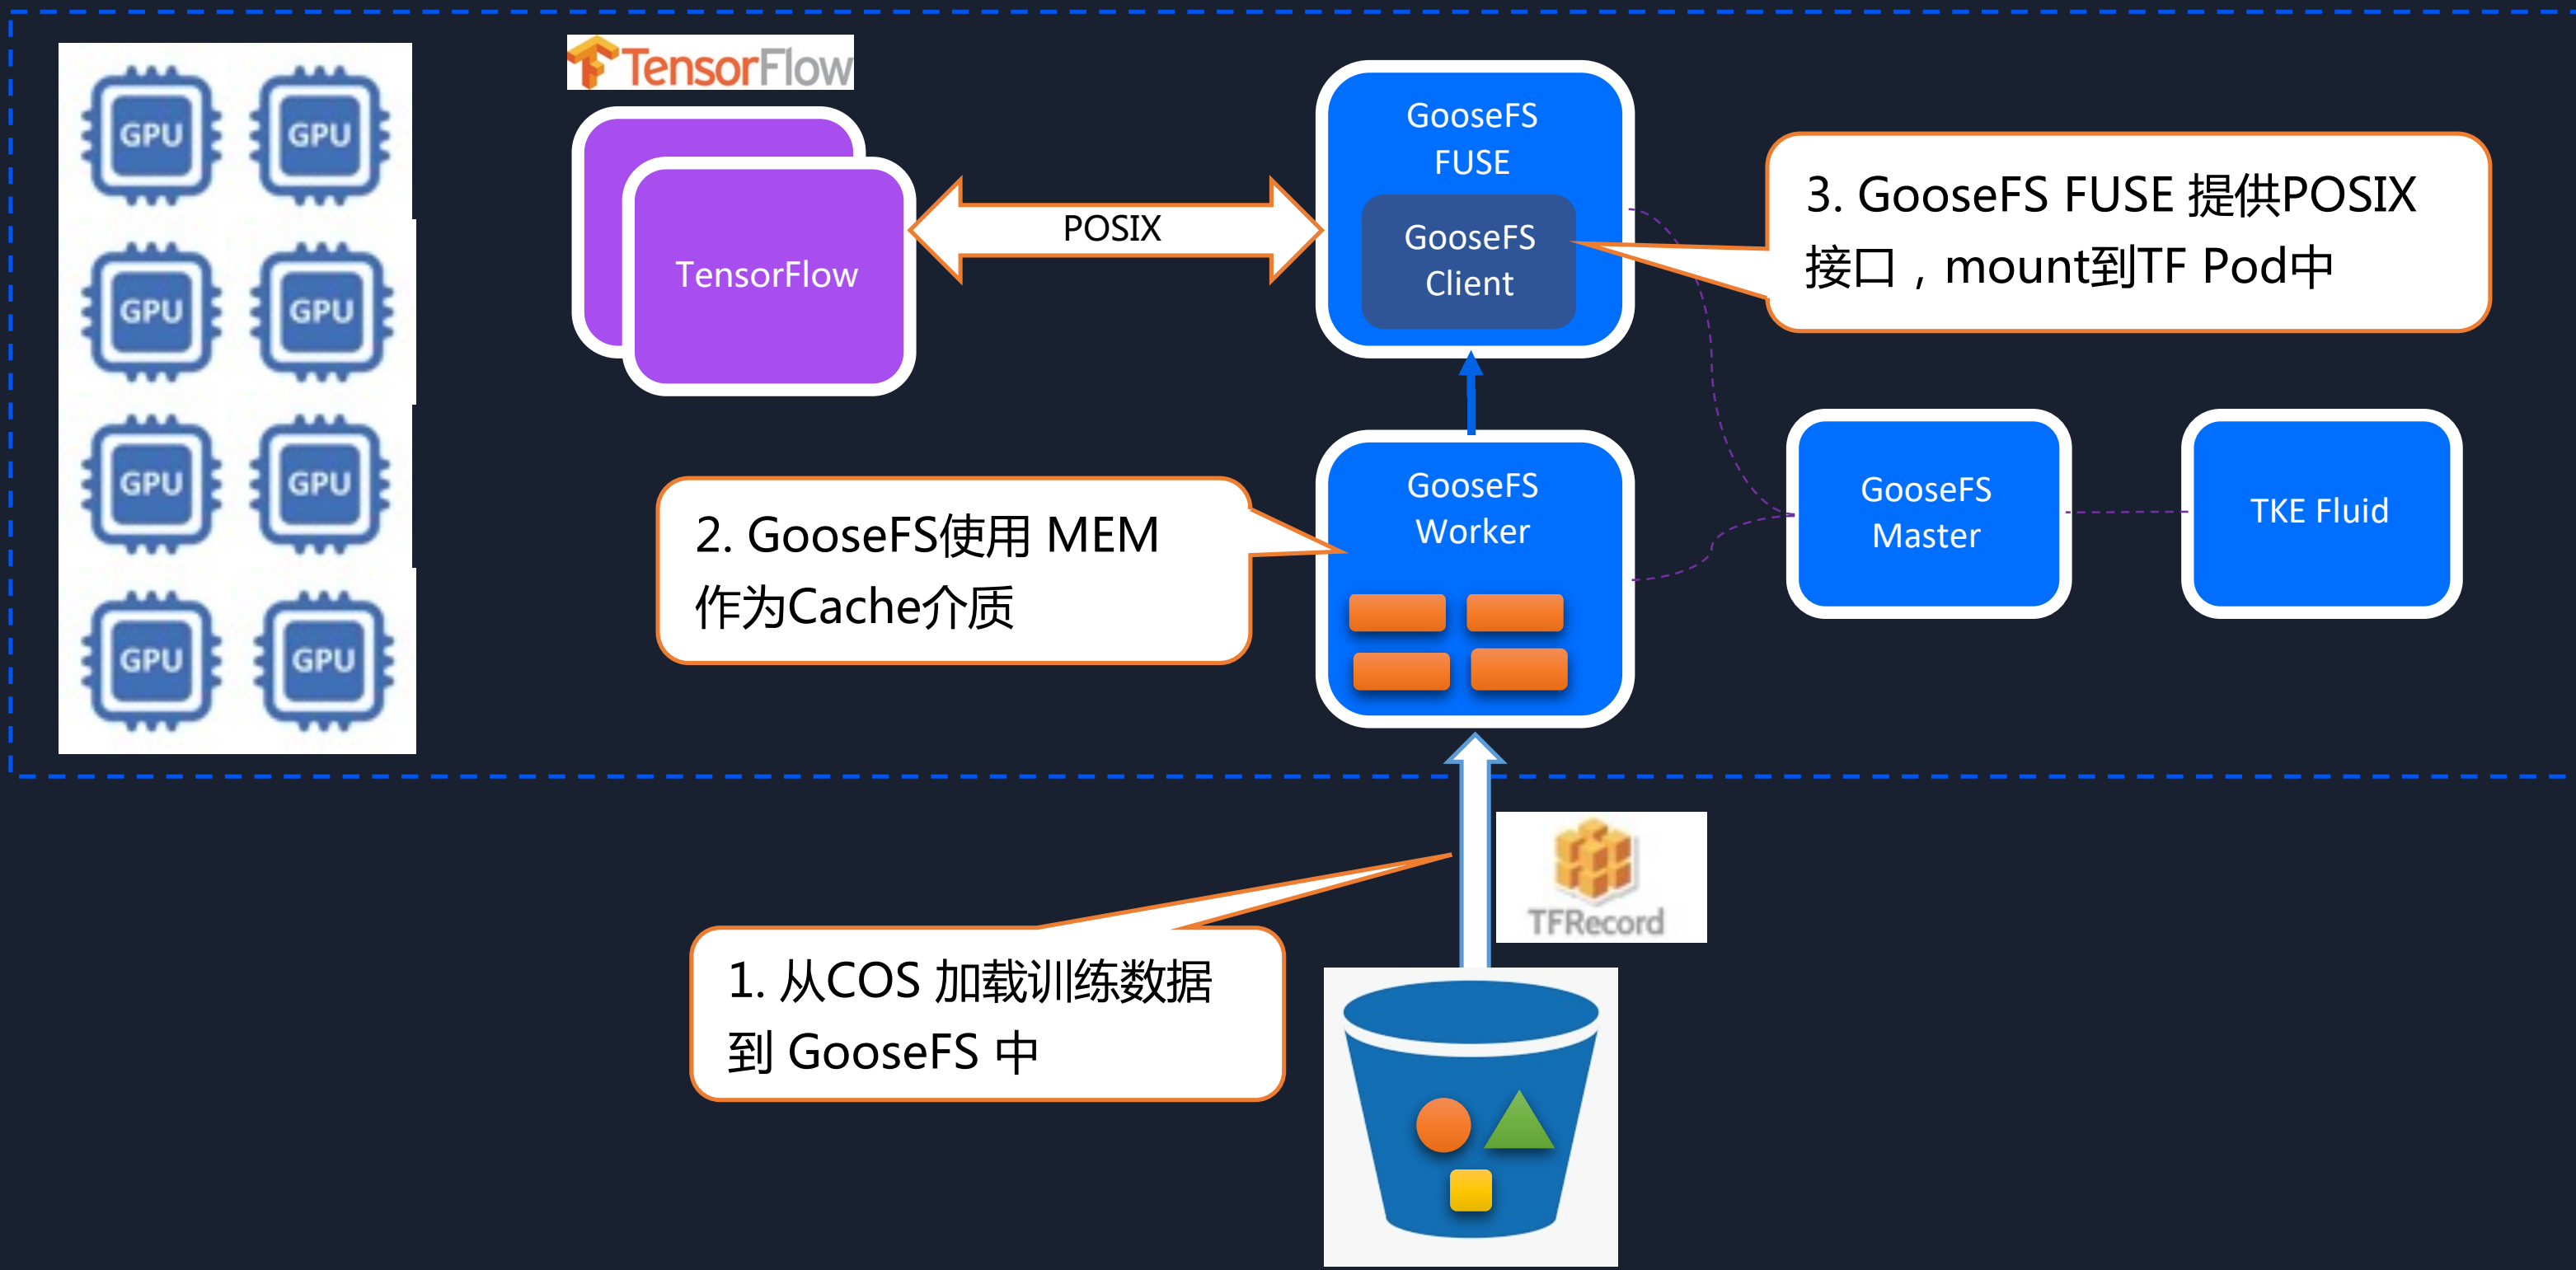 GPU
GPU
GPU
GPU
GPU
GPU
GPU
GPU
TensorFlow
TensorFlow
POSIX
GooseFS
FUSE
GooseFS
Client
3. GooseFS FUSE 提供POSIX
接口，mount到TF Pod中
2. GooseFS使用 MEM
作为Cache介质
GooseFS
Worker
GooseFS
Master
TKE Fluid
TFRecord
1. 从COS 加载训练数据
到 GooseFS 中